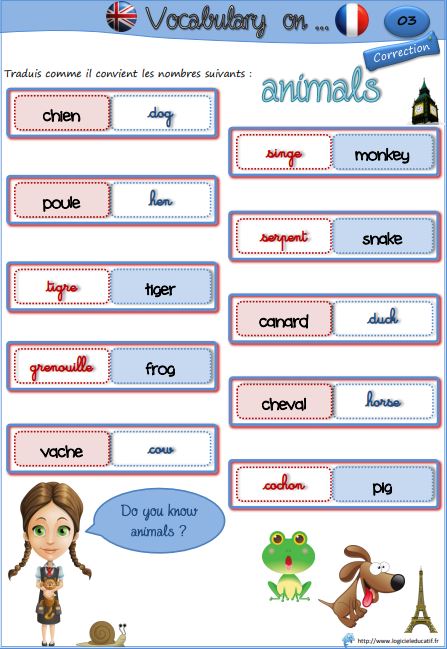 Vocabulary on ...
03
Correction
Traduis comme il convient les nombres suivants :
animals
chien dog
singe monkey
poule hen
serpent snake
tigre tiger
canard duck
grenouille frog
cheval horse
vache cow
cochon pig
Do you know
animals ?
http://www.logicieleducatif.fr